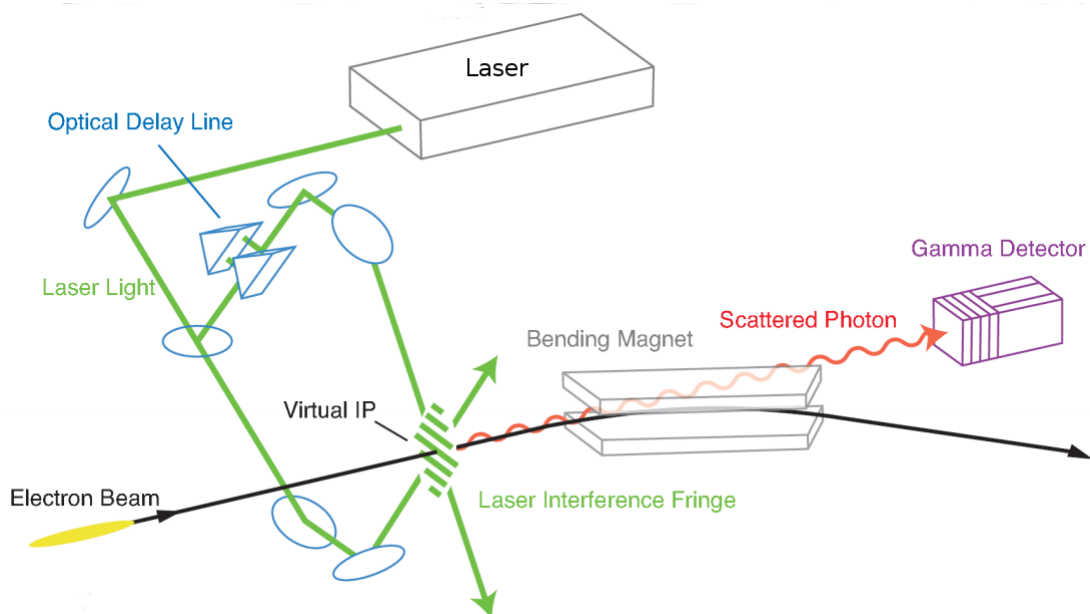 Laser
Optical Delay Line
Gamma Detector
Laser Light
Scattered Photon
Bending Magnet
Virtual IP
Electron Beam
Laser Interference Fringe